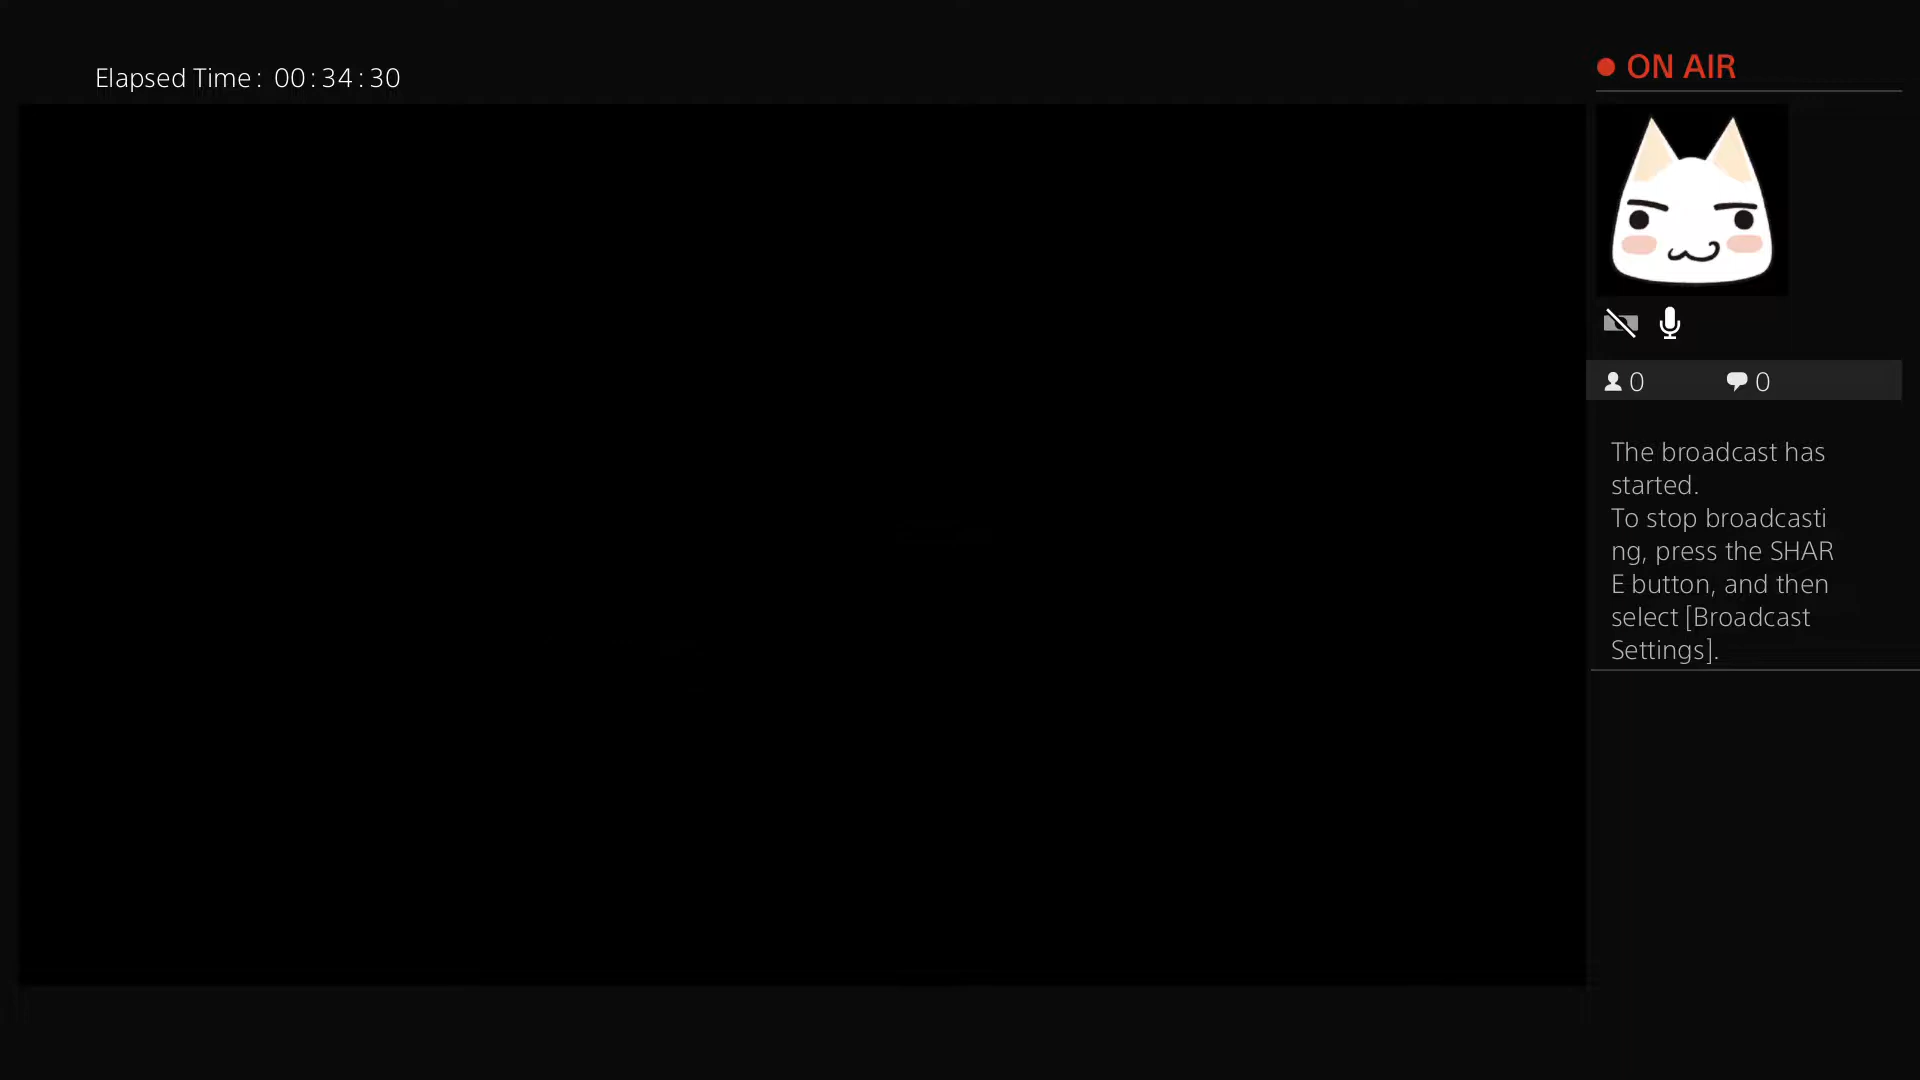 Elapsed Time: 00:34:30
ON AIR
0 0
The broadcast has
started.
To stop broadcasti
ng, press the SHAR
E button, and then
select [Broadcast
Settings].